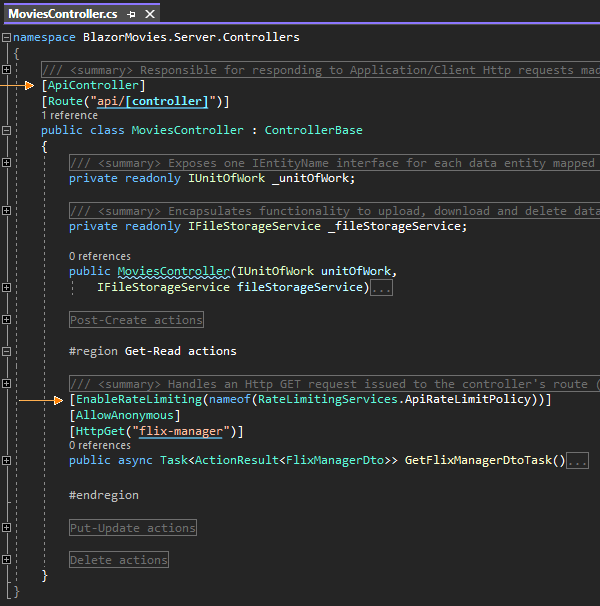 MoviesController.cs
namespace BlazorMovies.Server.Controllers
{
/// <summary> Responsible for responding to Application/Client Http requests mad
[ApiController]
[Route("api/[controller]")]
1 reference
public class MoviesController : ControllerBase
{
/// <summary> Exposes one IEntityName interface for each data entity mapped
private readonly IUnitOfWork _unitOfWork;
/// <summary> Encapsulates functionality to upload, download and delete data
private readonly IFileStorageService _fileStorageService;
0 references
public MoviesController(IUnitOfWork unitOfWork,
IFileStorageService fileStorageService)...
Post-Create actions
#region Get-Read actions
/// <summary> Handles an Http GET request issued to the controller's route (
[EnableRateLimiting(nameof(RateLimitingServices.ApiRateLimitPolicy))]
[AllowAnonymous]
[HttpGet("flix-manager")]
0 references
public async Task<ActionResult<FlixManagerDto>> GetFlixManagerDtoTask()...
#endregion
Put-Update actions
Delete actions
}
}